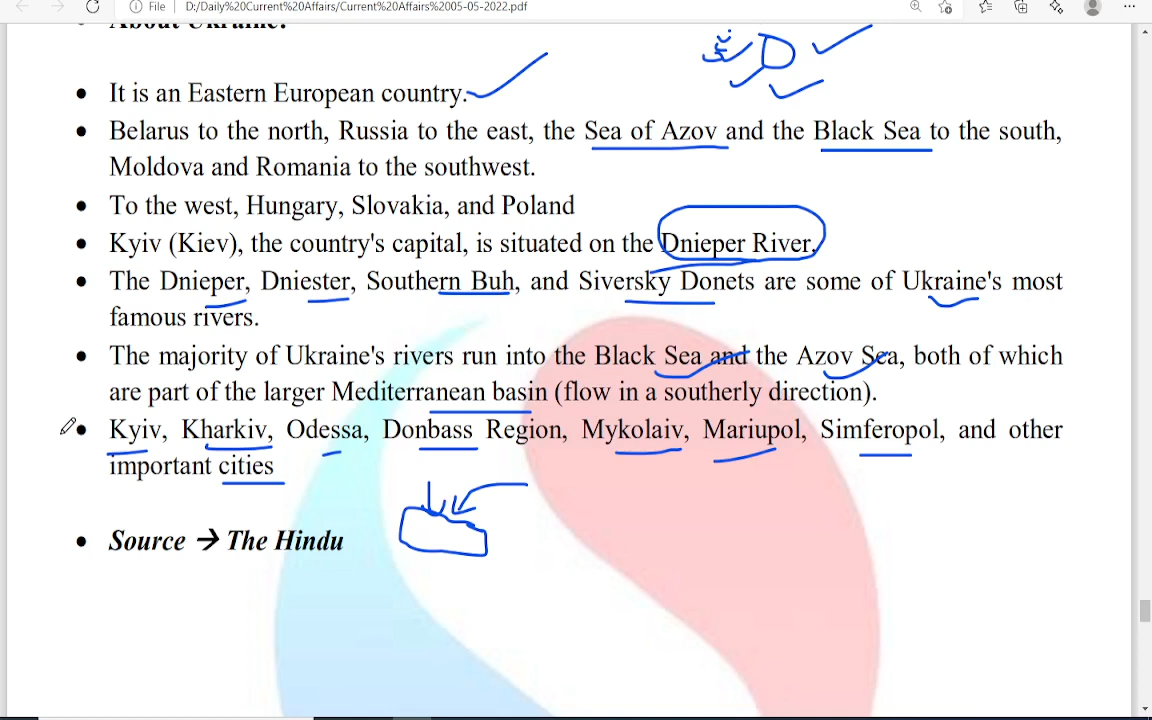 File D:/Daily%20Current%20Affairs/Current%20Affairs%2005-05-2022.pdf
About Ukraine:
• It is an Eastern European country.
• Belarus to the north, Russia to the east, the Sea of Azov and the Black Sea to the south,
Moldova and Romania to the southwest.
• To the west, Hungary, Slovakia, and Poland
• Kyiv (Kiev), the country's capital, is situated on the Dnieper River.
• The Dnieper, Dniester, Southern Buh, and Siversky Donets are some of Ukraine's most
famous rivers.
• The majority of Ukraine's rivers run into the Black Sea and the Azov Sea, both of which
are part of the larger Mediterranean basin (flow in a southerly direction).
• Kyiv, Kharkiv, Odessa, Donbass Region, Mykolaiv, Mariupol, Simferopol, and other
important cities
• Source → The Hindu